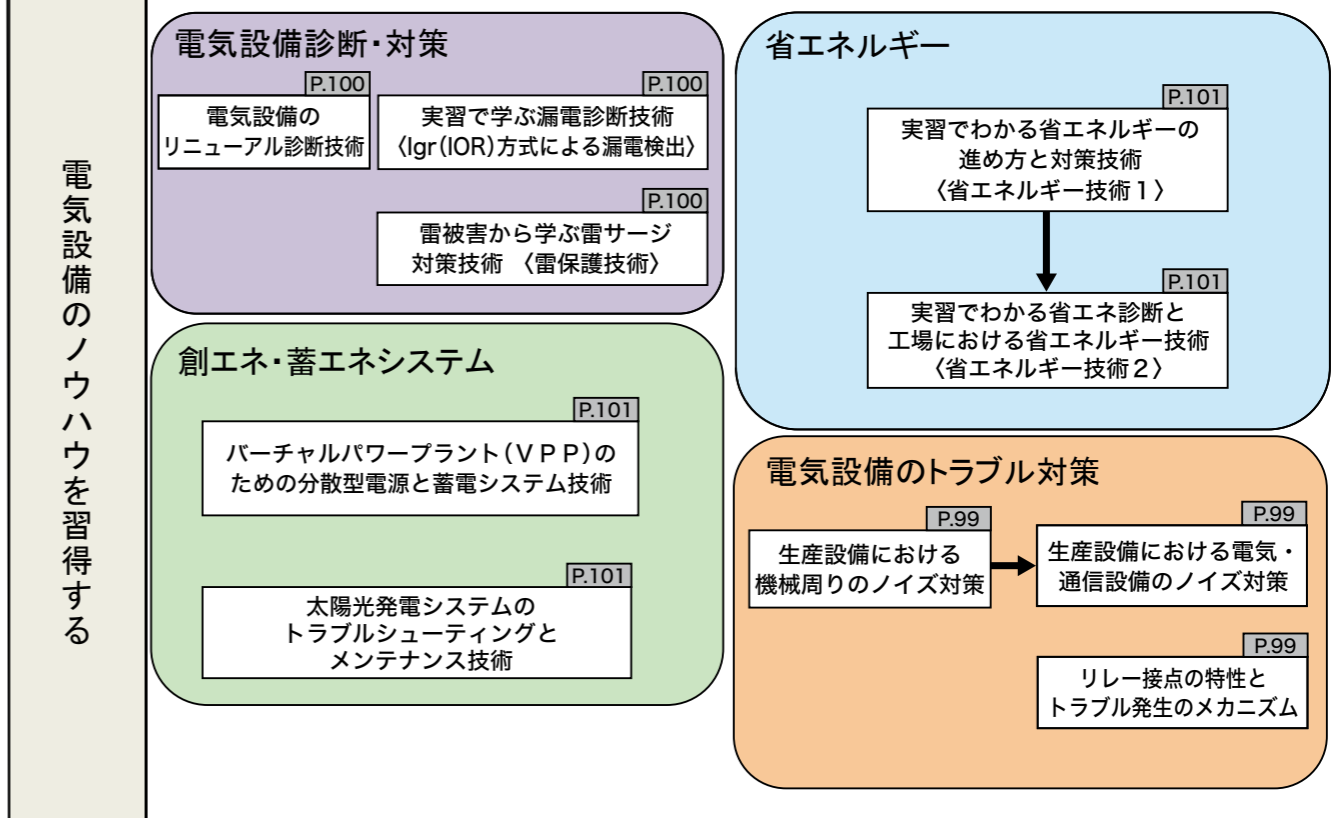 電気設備のノウハウを習得する
電気設備診断・対策
P.100
電気設備の
リニューアル診断技術
P.100
実習で学ぶ漏電診断技術
〈Igr(IOR)方式による漏電検出〉
P.100
雷被害から学ぶ雷サージ
対策技術 〈雷保護技術〉
省エネルギー
P.101
実習でわかる省エネルギーの
進め方と対策技術
〈省エネルギー技術1〉
P.101
実習でわかる省エネ診断と
工場における省エネルギー技術
〈省エネルギー技術2〉
創エネ・蓄エネシステム
P.101
バーチャルパワープラント(VPP)の
ための分散型電源と蓄電システム技術
P.101
太陽光発電システムの
トラブルシューティングと
メンテナンス技術
電気設備のトラブル対策
P.99
生産設備における
機械周りのノイズ対策
P.99
生産設備における電気・
通信設備のノイズ対策
P.99
リレー接点の特性と
トラブル発生のメカニズム